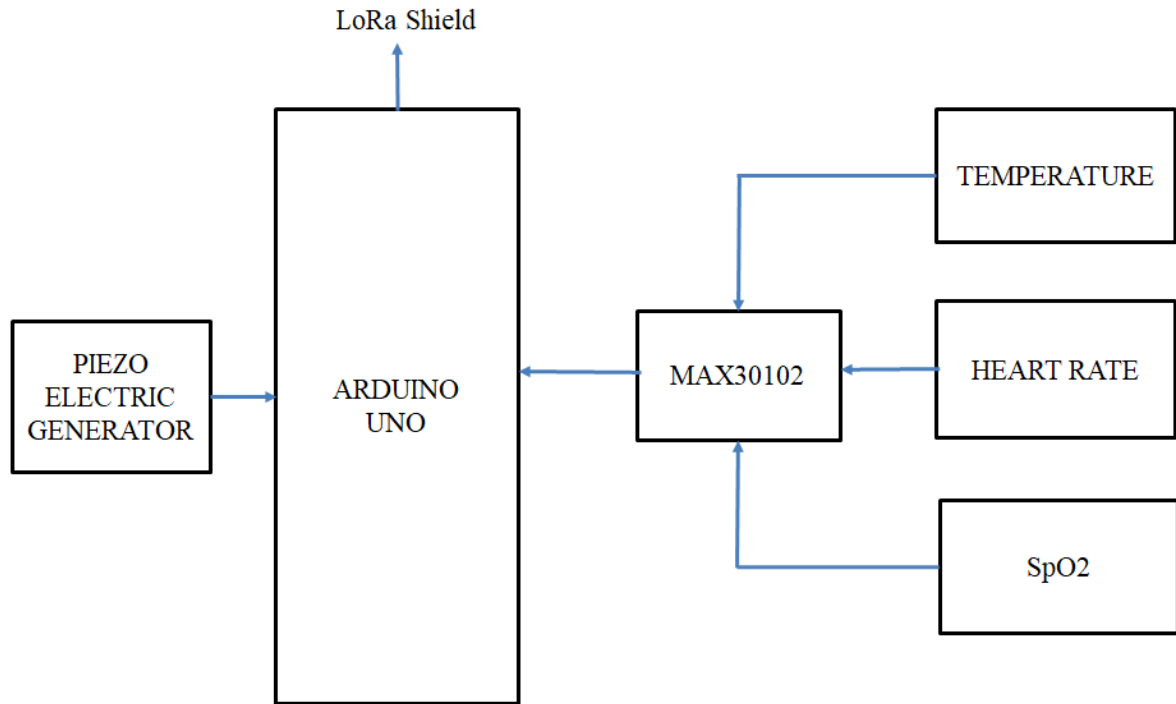 LoRa Shield
TEMPERATURE
PIEZO
ELECTRIC
GENERATOR
ARDUINO
UNO
MAX30102
HEART RATE
SpO2